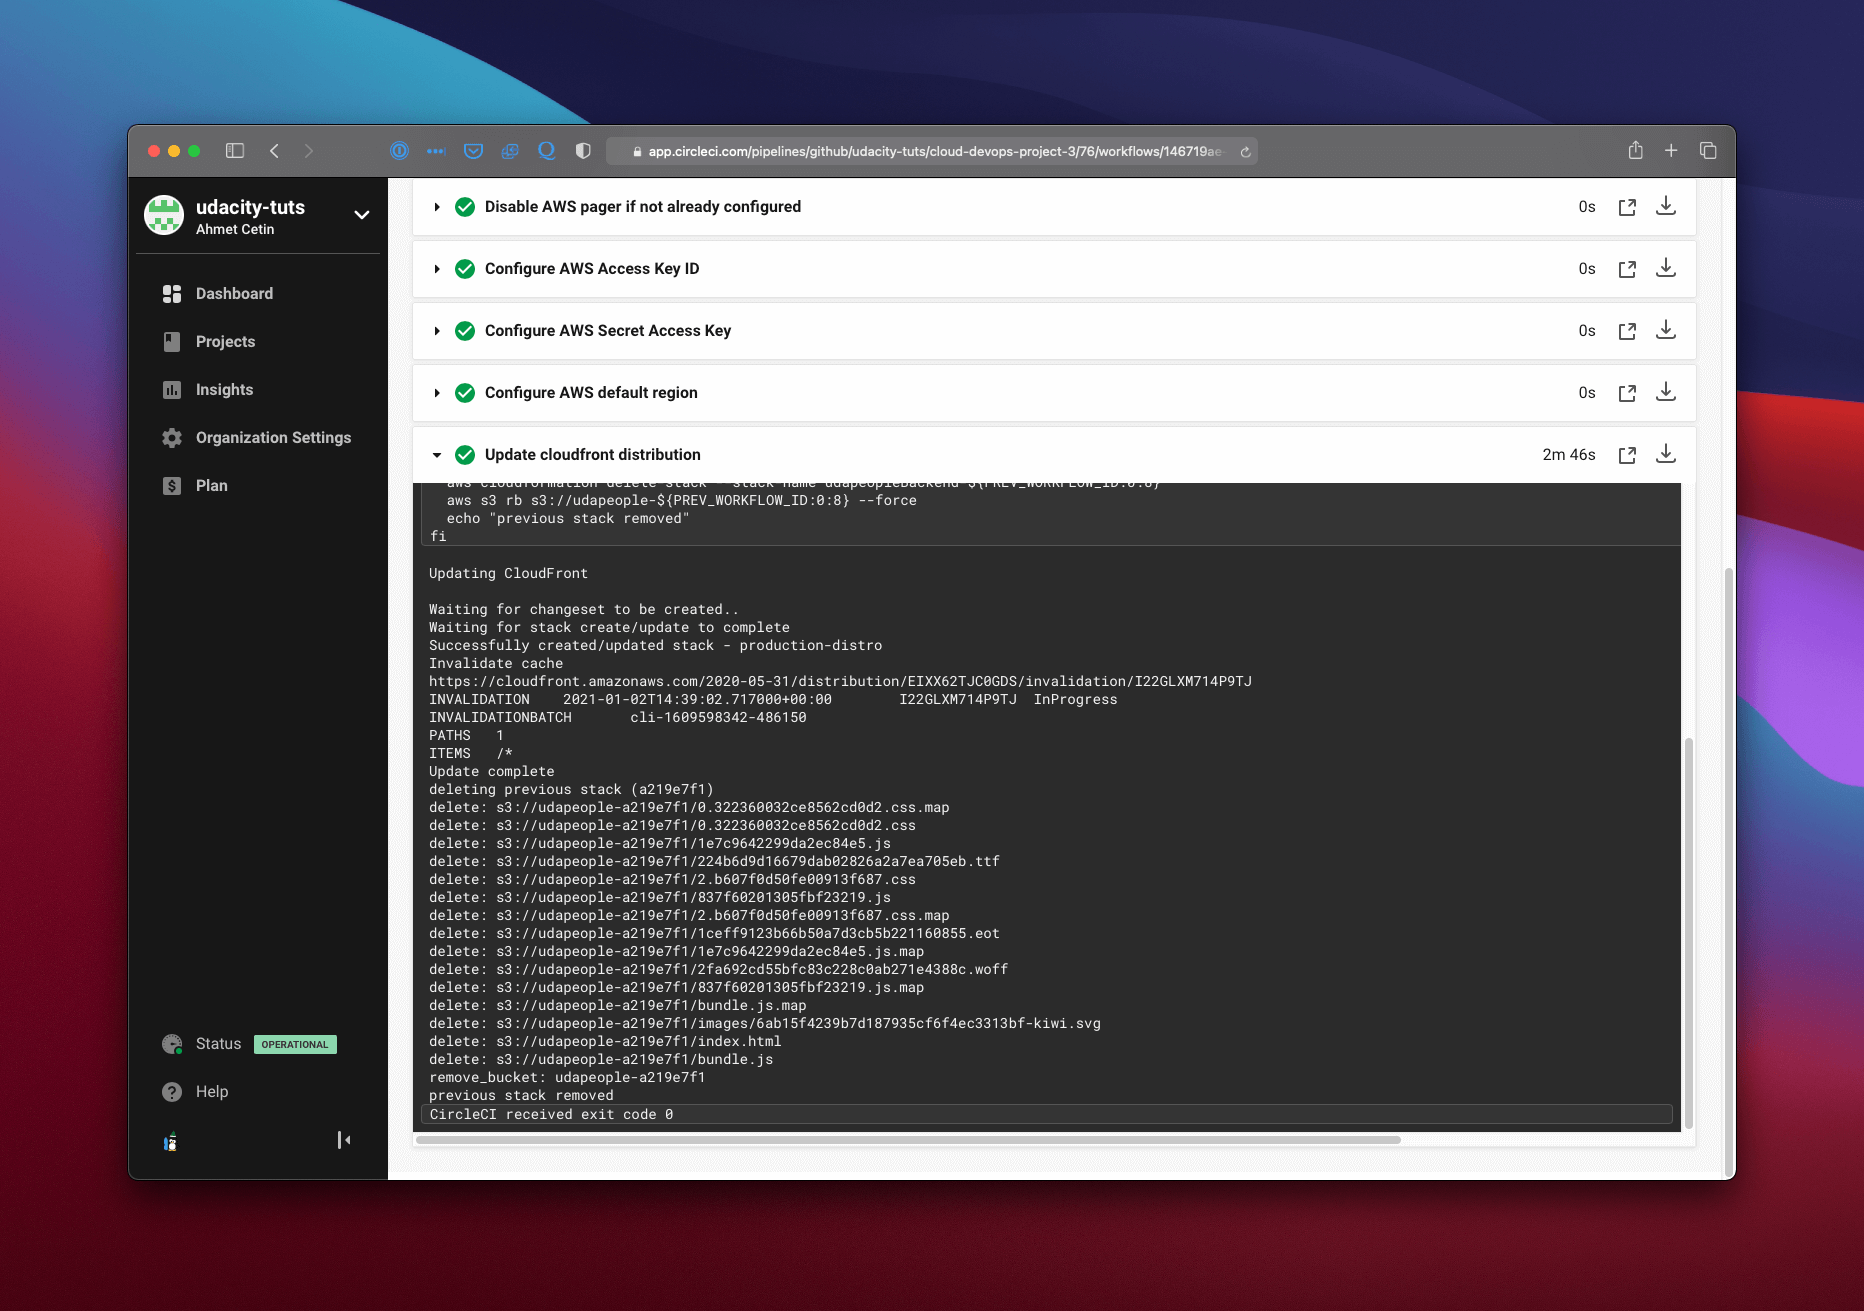 app.circleci.com/pipelines/github/udacity-tuts/cloud-devops-project-3/76/workflows/146719ae-
udacity-tuts
Ahmet Cetin
Dashboard
Projects
Insights
Organization Settings
Plan
Status OPERATIONAL
Help
Disable AWS pager if not already configured 0s
Configure AWS Access Key ID 0s
Configure AWS Secret Access Key 0s
Configure AWS default region 0s
Update cloudfront distribution 2m 46s
aws cloudformation delete-stack --stack-name udapeopleBackend-${PREV_WORKFLOW_ID:0:8}
aws s3 rb s3://udapeople-${PREV_WORKFLOW_ID:0:8} --force
echo "previous stack removed"
fi
Updating CloudFront
Waiting for changeset to be created..
Waiting for stack create/update to complete
Successfully created/updated stack - production-distro
Invalidate cache
https://cloudfront.amazonaws.com/2020-05-31/distribution/EIXX62TJC0GDS/invalidation/I22GLXM714P9TJ
INVALIDATION 2021-01-02T14:39:02.717000+00:00 I22GLXM714P9TJ InProgress
INVALIDATIONBATCH cli-1609598342-486150
PATHS 1
ITEMS /*
Update complete
deleting previous stack (a219e7f1)
delete: s3://udapeople-a219e7f1/0.322360032ce8562cd0d2.css.map
delete: s3://udapeople-a219e7f1/0.322360032ce8562cd0d2.css
delete: s3://udapeople-a219e7f1/1e7c9642299da2ec84e5.js
delete: s3://udapeople-a219e7f1/224b6d9d16679dab02826a2a7ea705eb.ttf
delete: s3://udapeople-a219e7f1/2.b607f0d50fe00913f687.css
delete: s3://udapeople-a219e7f1/837f60201305fbf23219.js
delete: s3://udapeople-a219e7f1/2.b607f0d50fe00913f687.css.map
delete: s3://udapeople-a219e7f1/1ceff9123b66b50a7d3cb5b221160855.eot
delete: s3://udapeople-a219e7f1/1e7c9642299da2ec84e5.js.map
delete: s3://udapeople-a219e7f1/2fa692cd55bfc83c228c0ab271e4388c.woff
delete: s3://udapeople-a219e7f1/837f60201305fbf23219.js.map
delete: s3://udapeople-a219e7f1/bundle.js.map
delete: s3://udapeople-a219e7f1/images/6ab15f4239b7d187935cf6f4ec3313bf-kiwi.svg
delete: s3://udapeople-a219e7f1/index.html
delete: s3://udapeople-a219e7f1/bundle.js
remove_bucket: udapeople-a219e7f1
previous stack removed
CircleCI received exit code 0